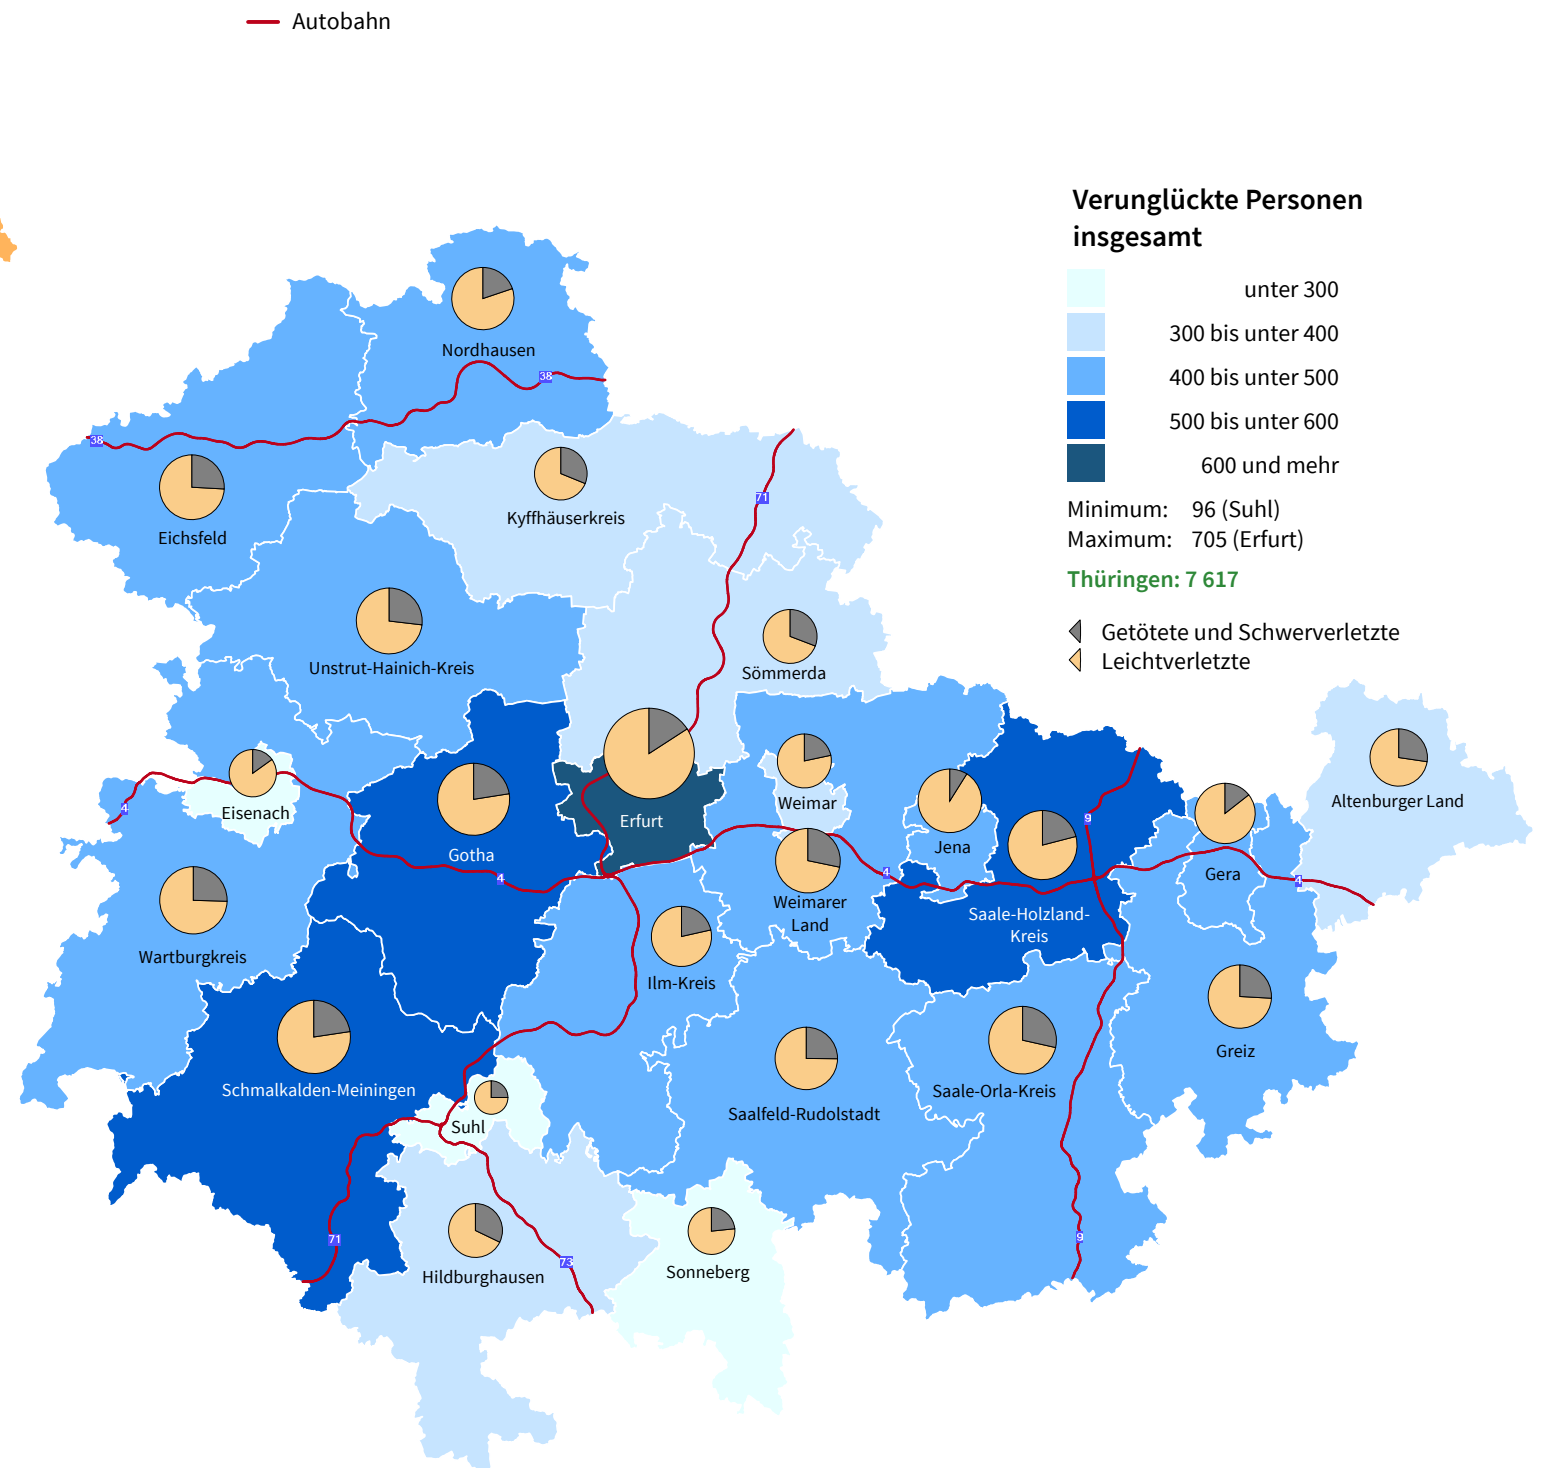 Autobahn
Verunglückte Personen
insgesamt
unter 300
300 bis unter 400
400 bis unter 500
500 bis unter 600
600 und mehr
Minimum: 96 (Suhl)
Maximum: 705 (Erfurt)
Thüringen: 7 617
Getötete und Schwerverletzte
Leichtverletzte
Nordhausen
38
38
Eichsfeld
Kyffhäuserkreis
71
Unstrut-Hainich-Kreis
Sömmerda
Eisenach
4
Gotha
4
Erfurt
Weimar
Weimarer
Land
4
Jena
9
Saale-Holzland-
Kreis
Gera
4
Altenburger Land
Wartburgkreis
Ilm-Kreis
Greiz
Schmalkalden-Meiningen
Suhl
Saalfeld-Rudolstadt
Saale-Orla-Kreis
71
Hildburghausen
73
Sonneberg
9